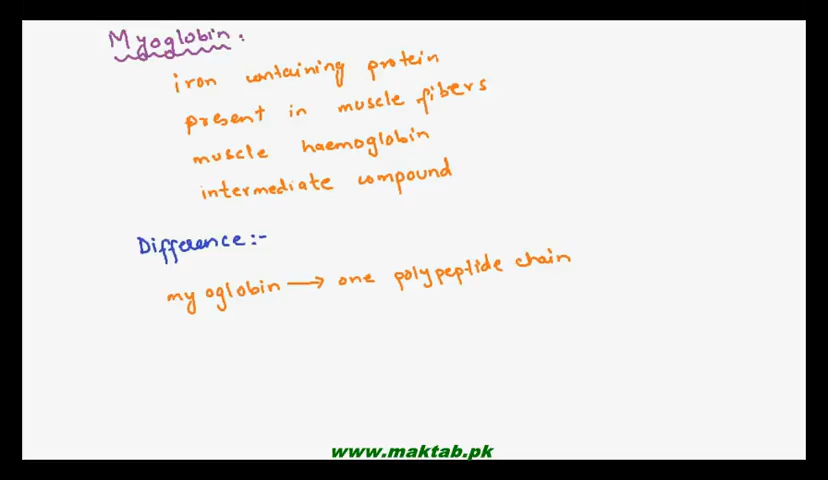 Myoglobin:
iron containing protein
present in muscle fibers
muscle haemoglobin
intermediate compound
Difference:-
myoglobin → one polypeptide chain
www.maktab.pk